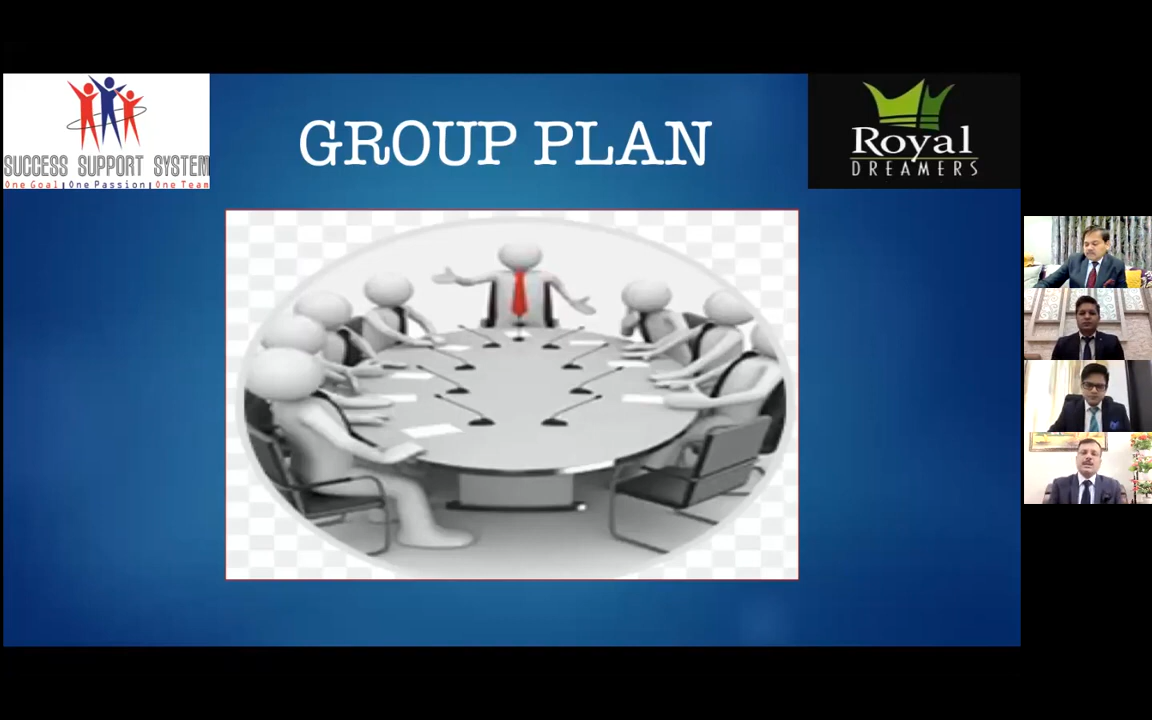 SUCCESS SUPPORT SYSTEM
One Goal | One Passion | One Team
GROUP PLAN
Royal
DREAMERS